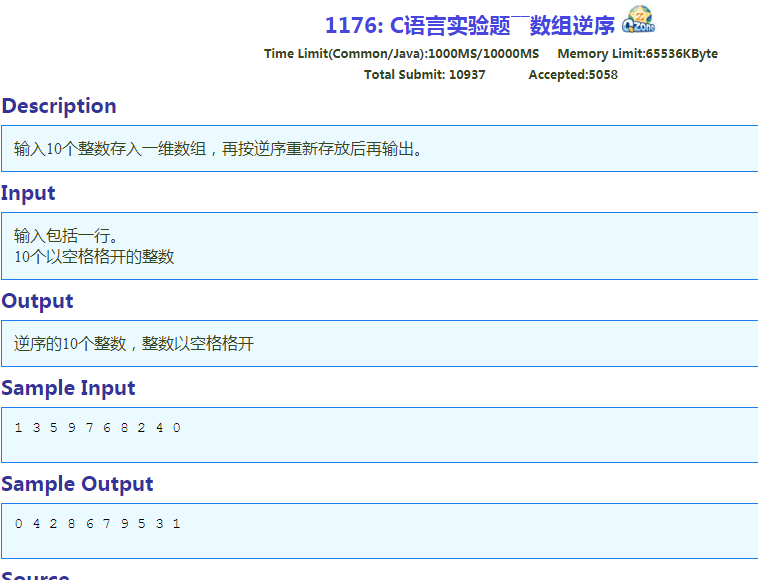 1176: C语言实验题¯¯数组逆序
Time Limit(Common/Java):1000MS/10000MS Memory Limit:65536KByte
Total Submit: 10937 Accepted:5058
Description
输入10个整数存入一维数组，再按逆序重新存放后再输出。
Input
输入包括一行。
10个以空格格开的整数
Output
逆序的10个整数，整数以空格格开
Sample Input
1 3 5 9 7 6 8 2 4 0
Sample Output
0 4 2 8 6 7 9 5 3 1
Source